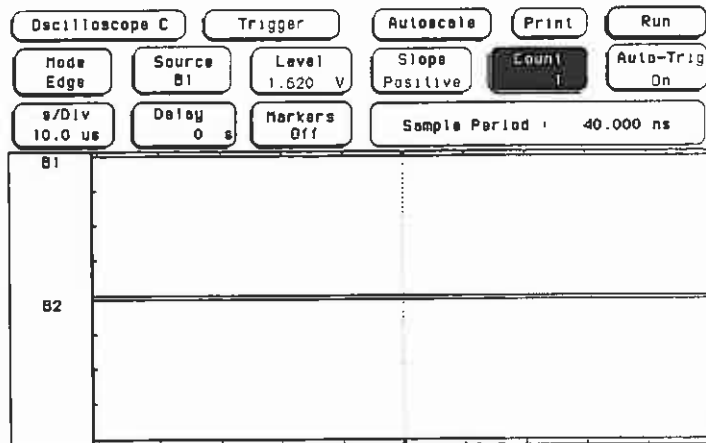 Oscilloscope C Trigger Autoscale Print Run
Mode Edge Source B1 Level 1.620 V Slope Positive Count 1 Auto-Trig On
s/Div 10.0 us Delay 0 s Markers Off Sample Period : 40.000 ns
B1
B2